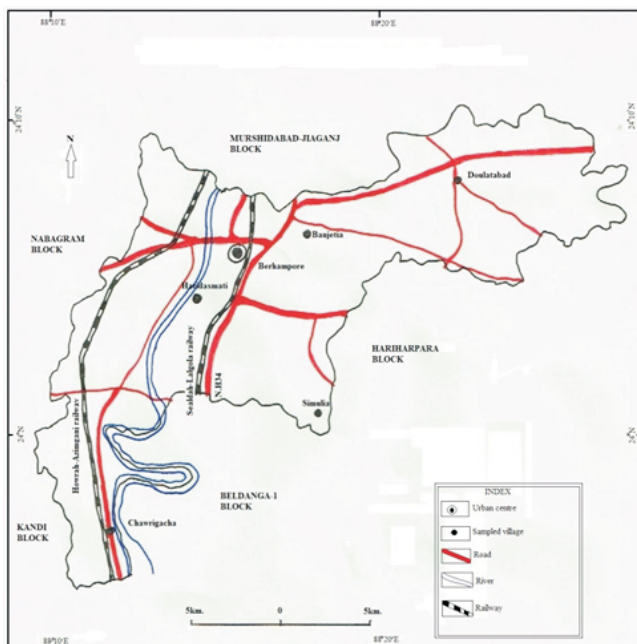 88°10'E
88°20'E
24°10'N
24°10'N
N
MURSHIDABAD-JIAGANJ
BLOCK
Doulatabad
NABAGRAM
BLOCK
Banjetia
Berhampore
Hatilasmati
HARIHARPARA
BLOCK
Sealdah-Lalgola railway
N.H34
Simulia
Howrah-Azimganj railway
24°N
24°N
BELDANGA-1
BLOCK
KANDI
BLOCK
Chawrigacha
INDEX
Urban centre
Sampled village
Road
River
Railway
5km.
0
5km.
88°10'E
88°20'E